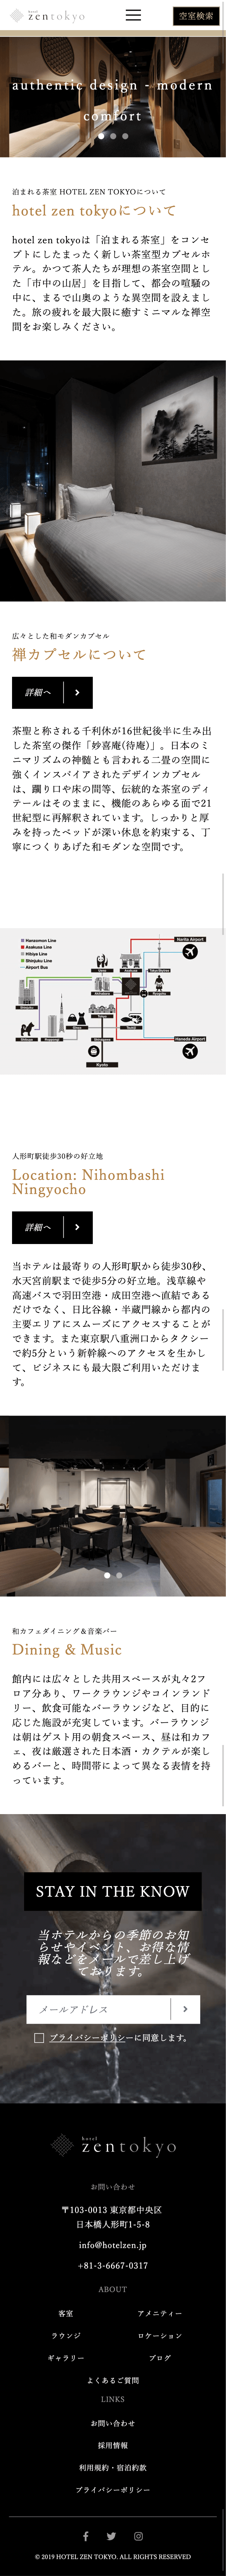 hotel
zentokyo
空室検索
authentic design - modern
comfort
泊まれる茶室 HOTEL ZEN TOKYOについて
hotel zen tokyoについて
hotel zen tokyoは「泊まれる茶室」をコンセ
プトにしたまったく新しい茶室型カプセルホ
テル。かつて茶人たちが理想の茶室空間とし
た「市中の山居」を目指して、都会の喧騒の
中に、まるで山奥のような異空間を設えまし
た。旅の疲れを最大限に癒すミニマルな禅空
間をお楽しみください。
広々とした和モダンカプセル
禅カプセルについて
詳細へ
茶聖と称される千利休が16世紀後半に生み出
した茶室の傑作「妙喜庵(待庵)」。日本のミ
ニマリズムの神髄とも言われる二畳の空間に
強くインスパイアされたデザインカプセル
は、躙り口や床の間等、伝統的な茶室のディ
テールはそのままに、機能のあらゆる面で21
世紀型に再解釈されています。しっかりと厚
みを持ったベッドが深い休息を約束する、丁
寧につくりあげた和モダンな空間です。
Hanzomon Line
Asakusa Line
Hibiya Line
Shinjuku Line
Airport Bus
Narita Airport
Haneda Airport
Kyoto
人形町駅徒歩30秒の好立地
Location: Nihombashi
Ningyocho
詳細へ
当ホテルは最寄りの人形町駅から徒歩30秒、
水天宮前駅まで徒歩5分の好立地。浅草線や
高速バスで羽田空港・成田空港へ直結である
だけでなく、日比谷線・半蔵門線から都内の
主要エリアにスムーズにアクセスすることが
できます。また東京駅八重洲口からタクシー
で約5分という新幹線へのアクセスを生かし
て、ビジネスにも最大限ご利用いただけま
す。
和カフェダイニング&音楽バー
Dining & Music
館内には広々とした共用スペースが丸々2フ
ロア分あり、ワークラウンジやコインランド
リー、飲食可能なバーラウンジなど、目的に
応じた施設が充実しています。バーラウンジ
は朝はゲスト用の朝食スペース、昼は和カフ
ェ、夜は厳選された日本酒・カクテルが楽し
めるバーと、時間帯によって異なる表情を持
っています。
STAY IN THE KNOW
当ホテルからの季節のお知
らせやイベント、お得な情
報などをメールで差し上げ
ております。
メールアドレス
プライバシーポリシーに同意します。
hotel
zentokyo
お問い合わせ
〒103-0013 東京都中央区
日本橋人形町1-5-8
info@hotelzen.jp
+81-3-6667-0317
ABOUT
客室 アメニティー
ラウンジ ロケーション
ギャラリー ブログ
よくあるご質問
LINKS
お問い合わせ
採用情報
利用規約・宿泊約款
プライバシーポリシー
© 2019 HOTEL ZEN TOKYO. ALL RIGHTS RESERVED